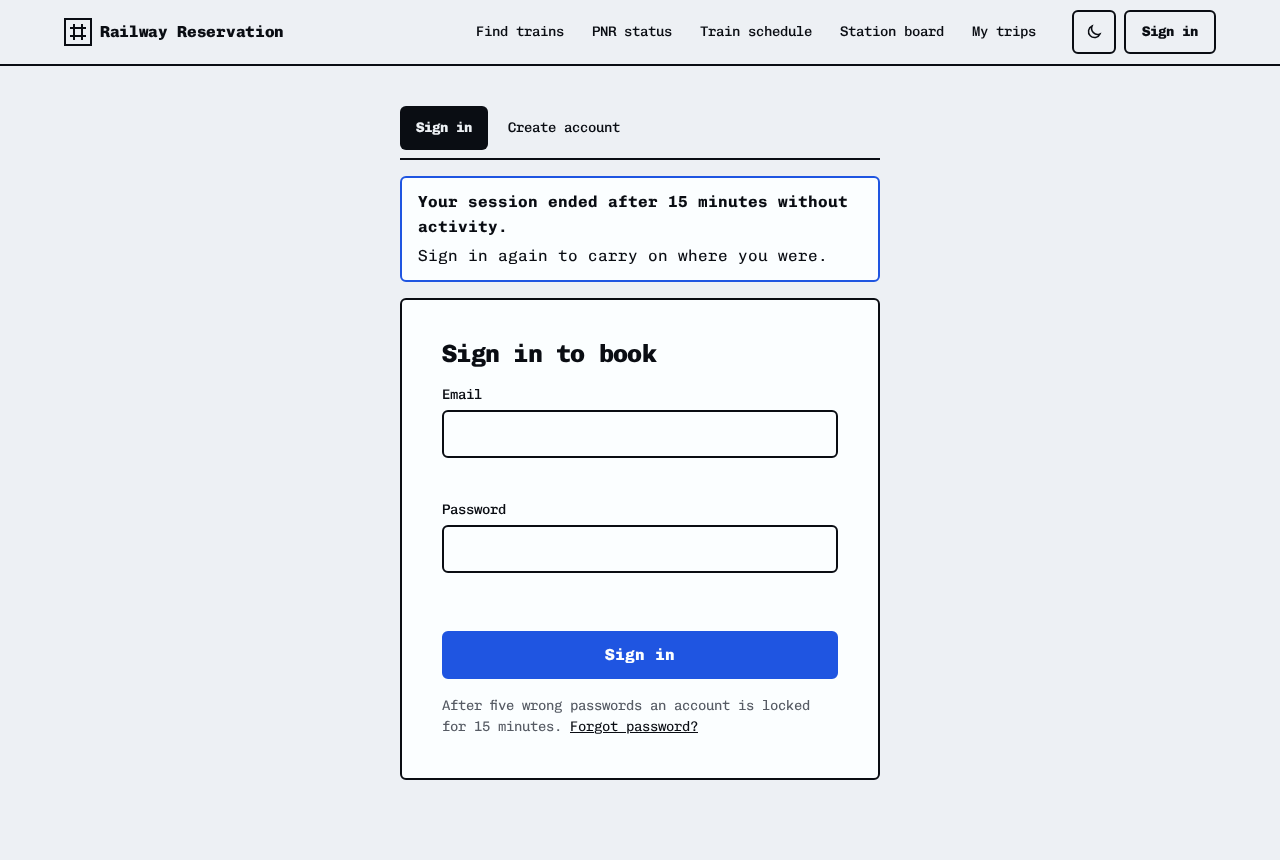 Railway Reservation
Find trains
PNR status
Train schedule
Station board
My trips
Sign in
Sign in
Create account
Your session ended after 15 minutes without
activity.
Sign in again to carry on where you were.
Sign in to book
Email
Password
Sign in
After five wrong passwords an account is locked
for 15 minutes. Forgot password?